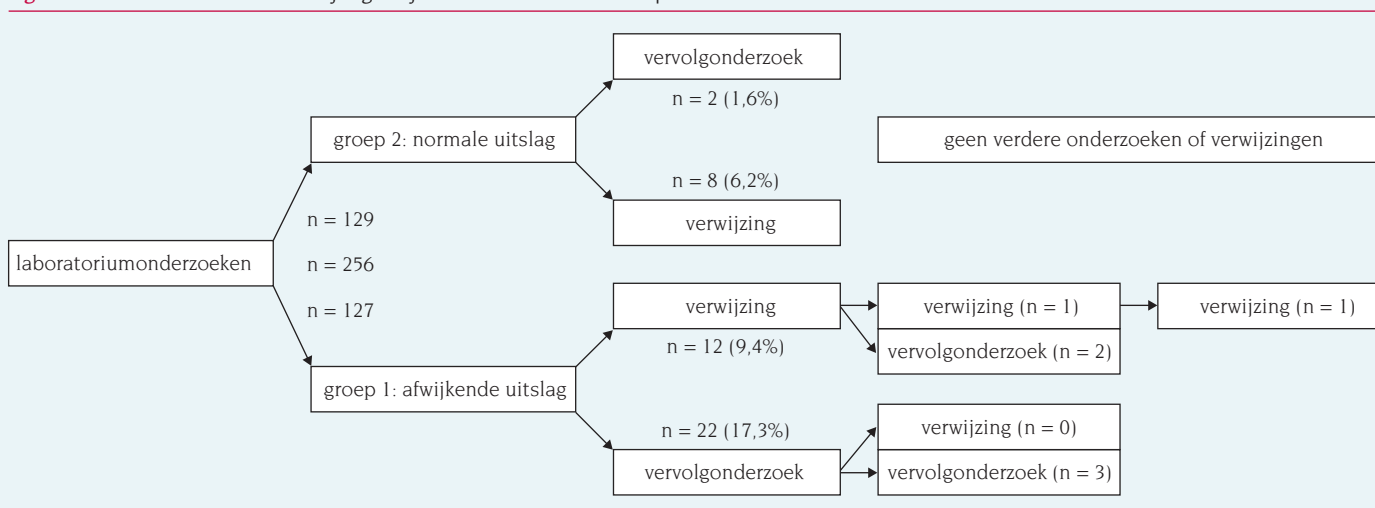 vervolgonderzoek
n = 2 (1,6%)
groep 2: normale uitslag
geen verdere onderzoeken of verwijzingen
n = 8 (6,2%)
verwijzing
n = 129
laboratoriumonderzoeken
n = 256
n = 127
verwijzing
n = 12 (9,4%)
verwijzing (n = 1)
verwijzing (n = 1)
vervolgonderzoek (n = 2)
groep 1: afwijkende uitslag
n = 22 (17,3%)
vervolgonderzoek
verwijzing (n = 0)
vervolgonderzoek (n = 3)